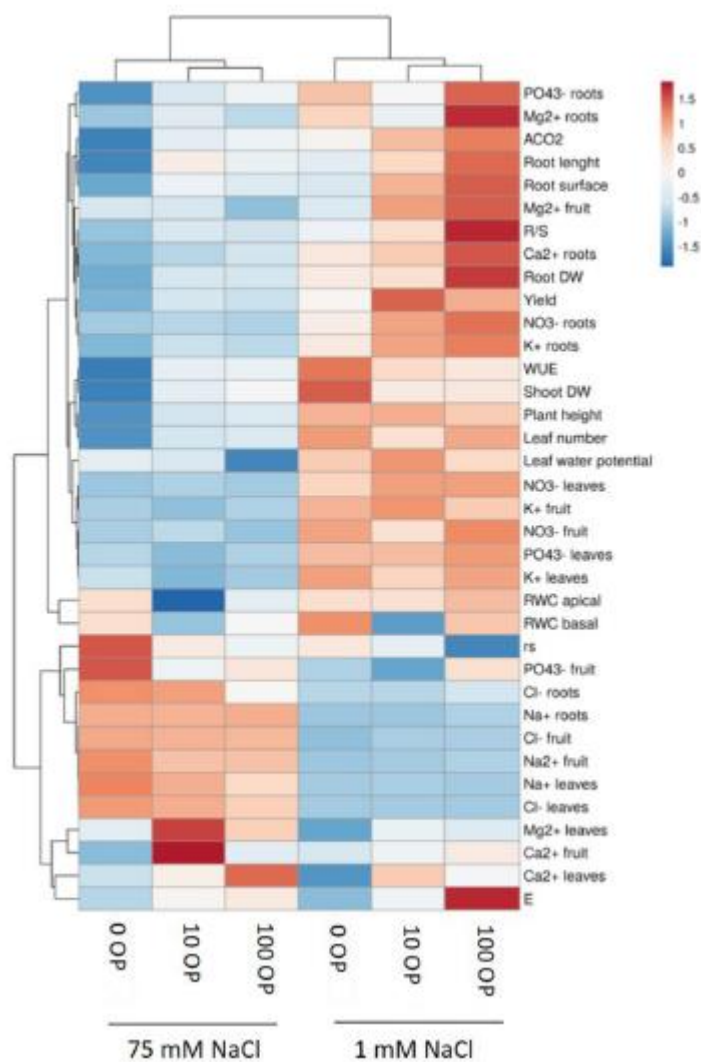 PO43- roots
Mg2+ roots
ACO2
Root lenght
Root surface
Mg2+ fruit
R/S
Ca2+ roots
Root DW
Yield
NO3- roots
K+ roots
WUE
Shoot DW
Plant height
Leaf number
Leaf water potential
NO3- leaves
K+ fruit
NO3- fruit
PO43- leaves
K+ leaves
RWC apical
RWC basal
rs
PO43- fruit
Cl- roots
Na+ roots
Cl- fruit
Na2+ fruit
Na+ leaves
Cl- leaves
Mg2+ leaves
Ca2+ fruit
Ca2+ leaves
E
1.5
1
0.5
0
-0.5
-1
-1.5
0 OP
10 OP
100 OP
0 OP
10 OP
100 OP
75 mM NaCl
1 mM NaCl